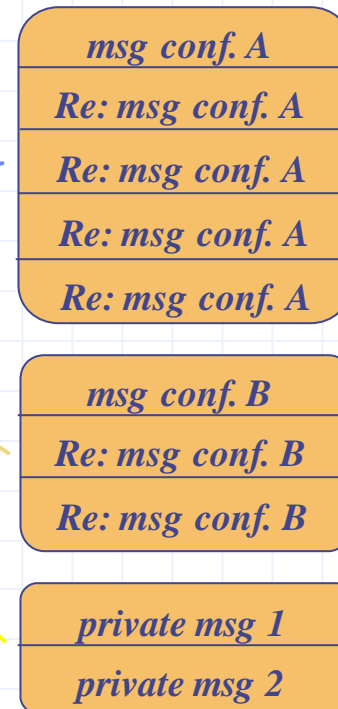 msg conf. A
Re: msg conf. A
Re: msg conf. A
Re: msg conf. A
Re: msg conf. A
msg conf. B
Re: msg conf. B
Re: msg conf. B
private msg 1
private msg 2